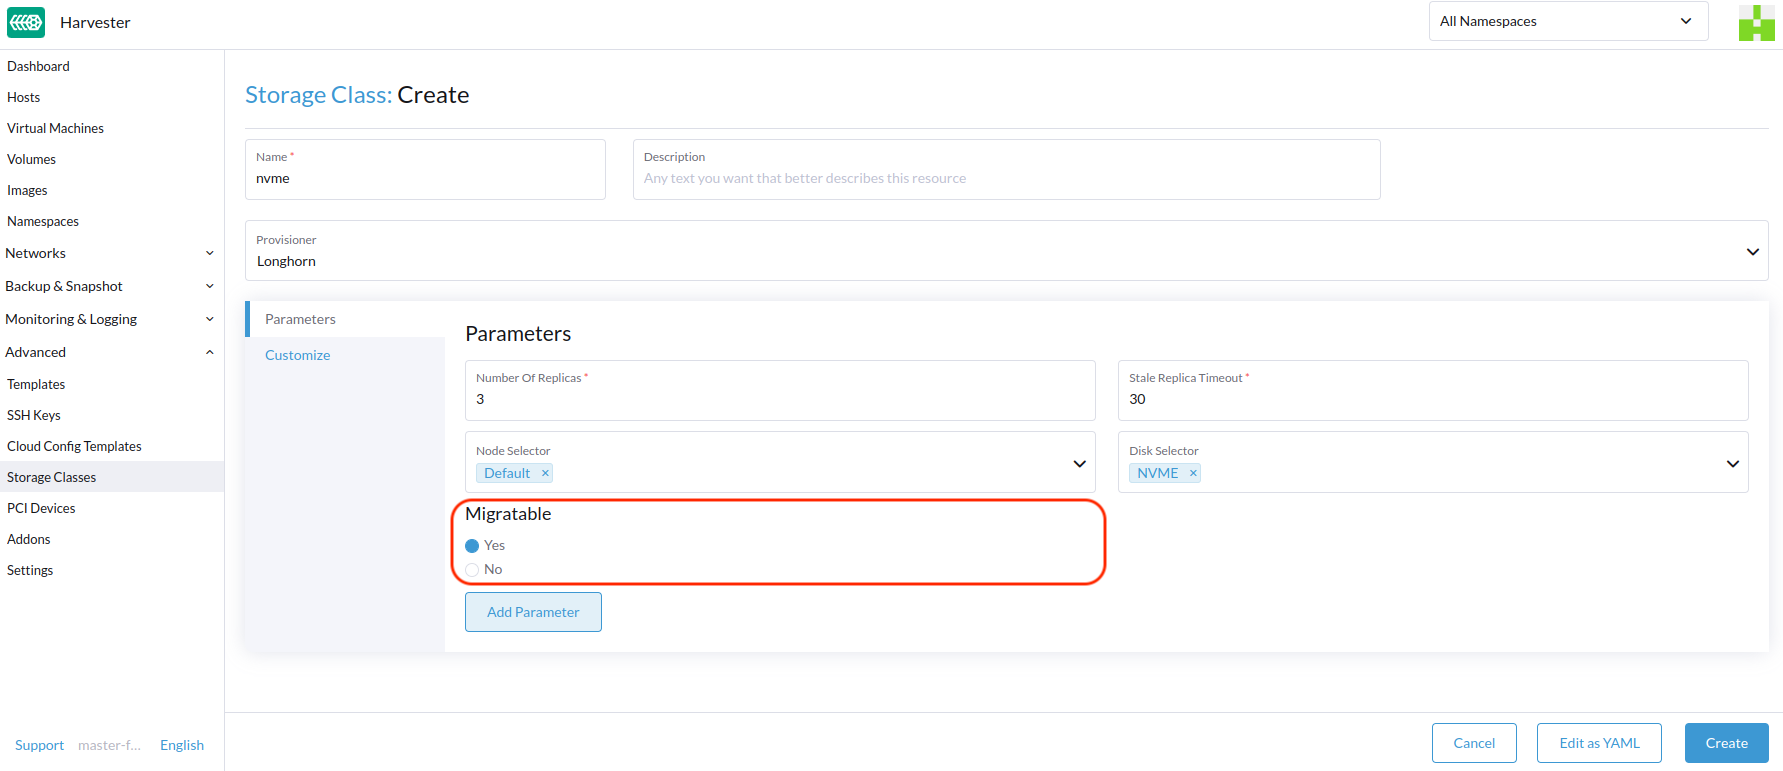 Harvester
All Namespaces
Dashboard
Hosts
Virtual Machines
Volumes
Images
Namespaces
Networks
Backup & Snapshot
Monitoring & Logging
Advanced
Templates
SSH Keys
Cloud Config Templates
Storage Classes
PCI Devices
Addons
Settings
Support master-f... English
Storage Class: Create
Name *
nvme
Description
Any text you want that better describes this resource
Provisioner
Longhorn
Parameters
Customize
Parameters
Number Of Replicas *
3
Stale Replica Timeout *
30
Node Selector
Default ×
Disk Selector
NVME ×
Migratable
Yes
No
Add Parameter
Cancel
Edit as YAML
Create